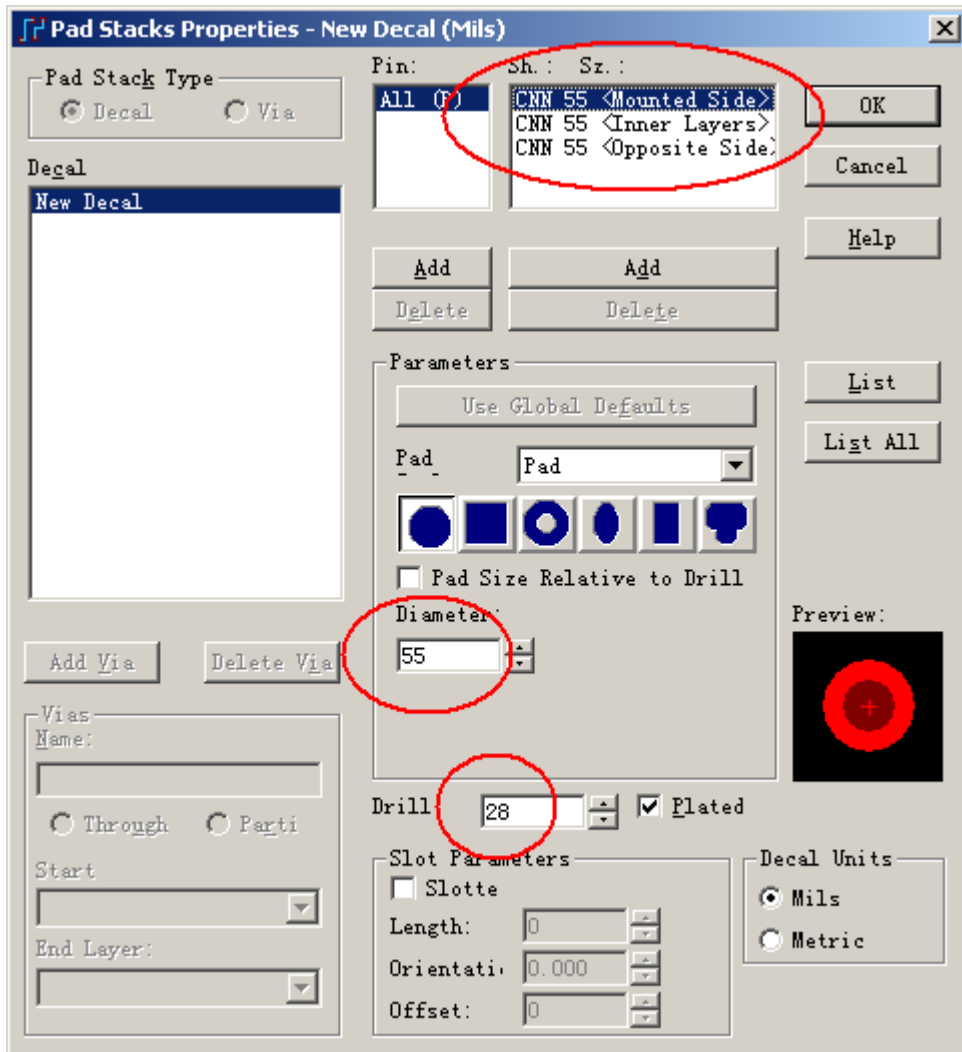 Pad Stacks Properties - New Decal (Mils)
Pad Stack Type
Decal
Via
Pin:
Sh.: Sz.:
All (P)
CNN 55 <Mounted Side>
CNN 55 <Inner Layers>
CNN 55 <Opposite Side>
OK
Cancel
Help
Decal
New Decal
Add
Add
Delete
Delete
Parameters
Use Global Defaults
List
List All
Pad
Pad
Pad Size Relative to Drill
Diameter:
55
Preview:
Add Via
Delete Via
Vias
Name:
Through
Parti
Start
End Layer:
Drill
28
Plated
Slot Parameters
Slotte
Length:
0
Orientati
0.000
Offset:
0
Decal Units
Mils
Metric